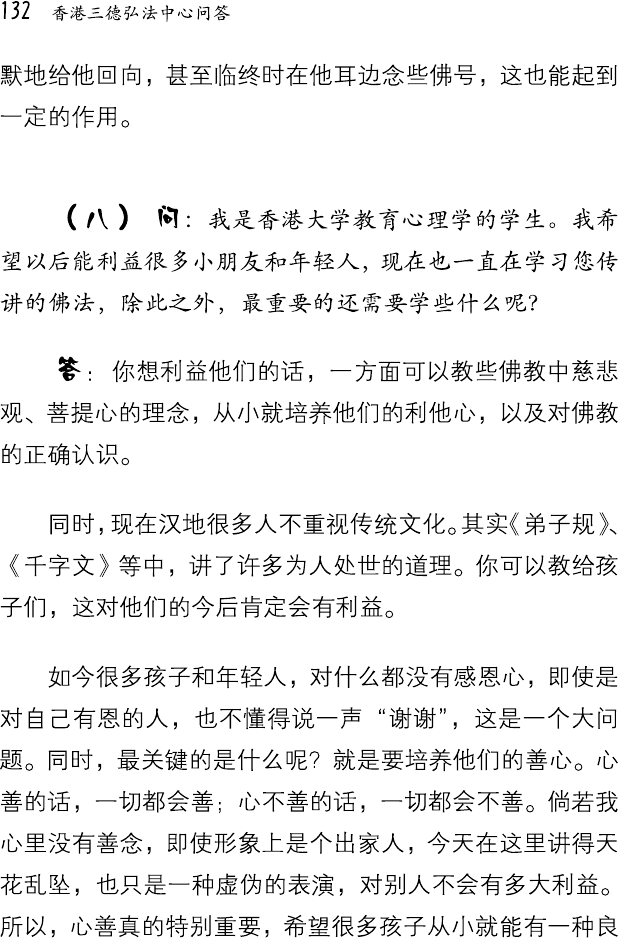 132 香港三德弘法中心问答
默地给他回向，甚至临终时在他耳边念些佛号，这也能起到
一定的作用。
（八） 问：我是香港大学教育心理学的学生。我希
望以后能利益很多小朋友和年轻人，现在也一直在学习您传
讲的佛法，除此之外，最重要的还需要学些什么呢？
答：你想利益他们的话，一方面可以教些佛教中慈悲
观、菩提心的理念，从小就培养他们的利他心，以及对佛教
的正确认识。
同时，现在汉地很多人不重视传统文化。其实《弟子规》、
《千字文》等中，讲了许多为人处世的道理。你可以教给孩
子们，这对他们的今后肯定会有利益。
如今很多孩子和年轻人，对什么都没有感恩心，即使是
对自己有恩的人，也不懂得说一声“谢谢”，这是一个大问
题。同时，最关键的是什么呢？就是要培养他们的善心。心
善的话，一切都会善；心不善的话，一切都会不善。倘若我
心里没有善念，即使形象上是个出家人，今天在这里讲得天
花乱坠，也只是一种虚伪的表演，对别人不会有多大利益。
所以，心善真的特别重要，希望很多孩子从小就能有一种良